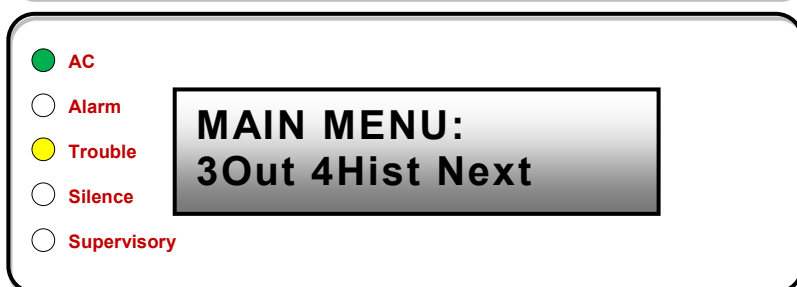 AC
Alarm
Trouble
Silence
Supervisory
MAIN MENU:
3Out 4Hist Next